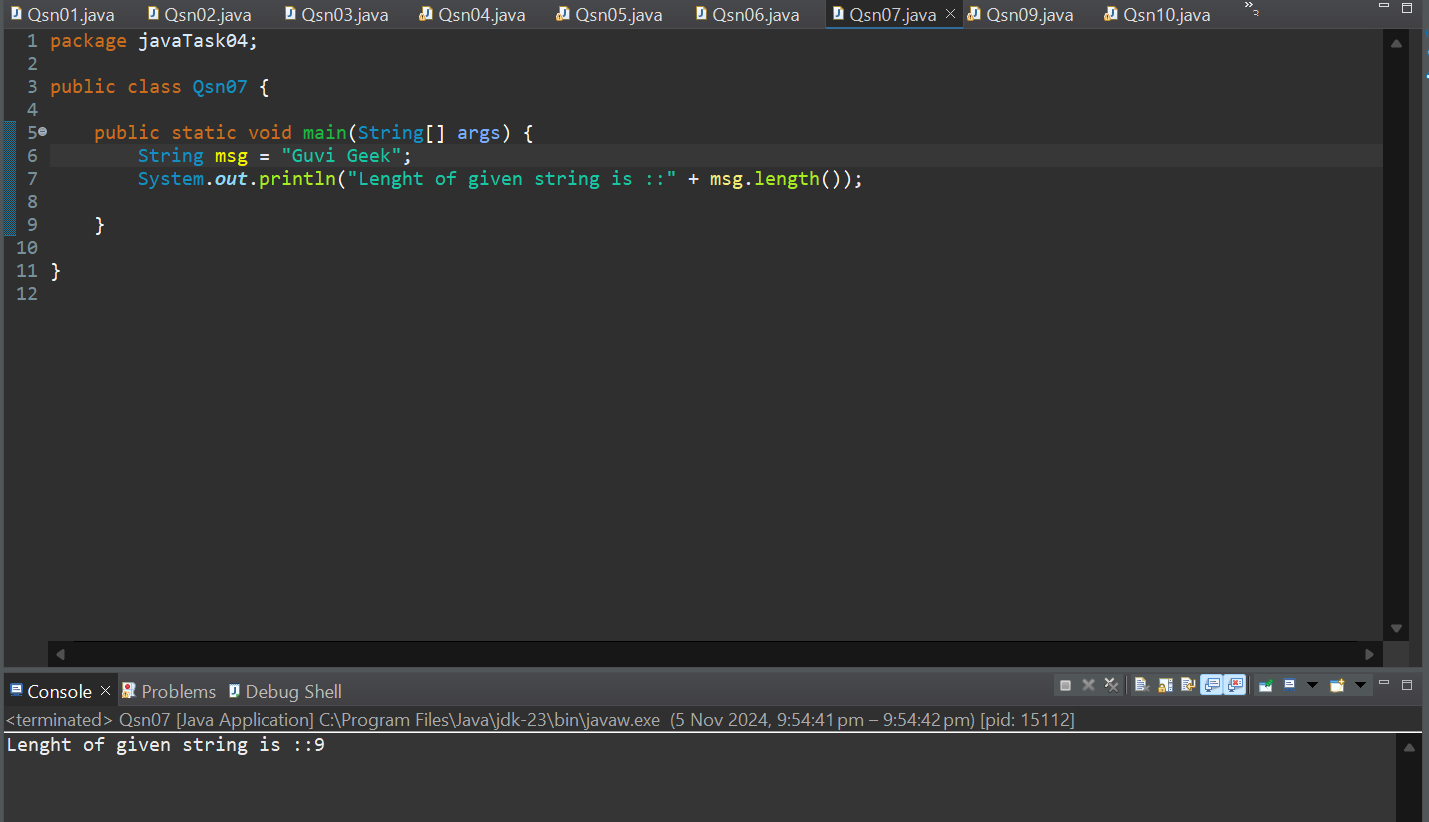 Qsn01.java Qsn02.java Qsn03.java Qsn04.java Qsn05.java Qsn06.java Qsn07.java Qsn09.java Qsn10.java »2
1 package javaTask04;
2
3 public class Qsn07 {
4
5 public static void main(String[] args) {
6 String msg = "Guvi Geek";
7 System.out.println("Lenght of given string is ::" + msg.length());
8
9 }
10
11 }
12
Console Problems Debug Shell
<terminated> Qsn07 [Java Application] C:\Program Files\Java\jdk-23\bin\javaw.exe (5 Nov 2024, 9:54:41 pm – 9:54:42 pm) [pid: 15112]
Lenght of given string is ::9